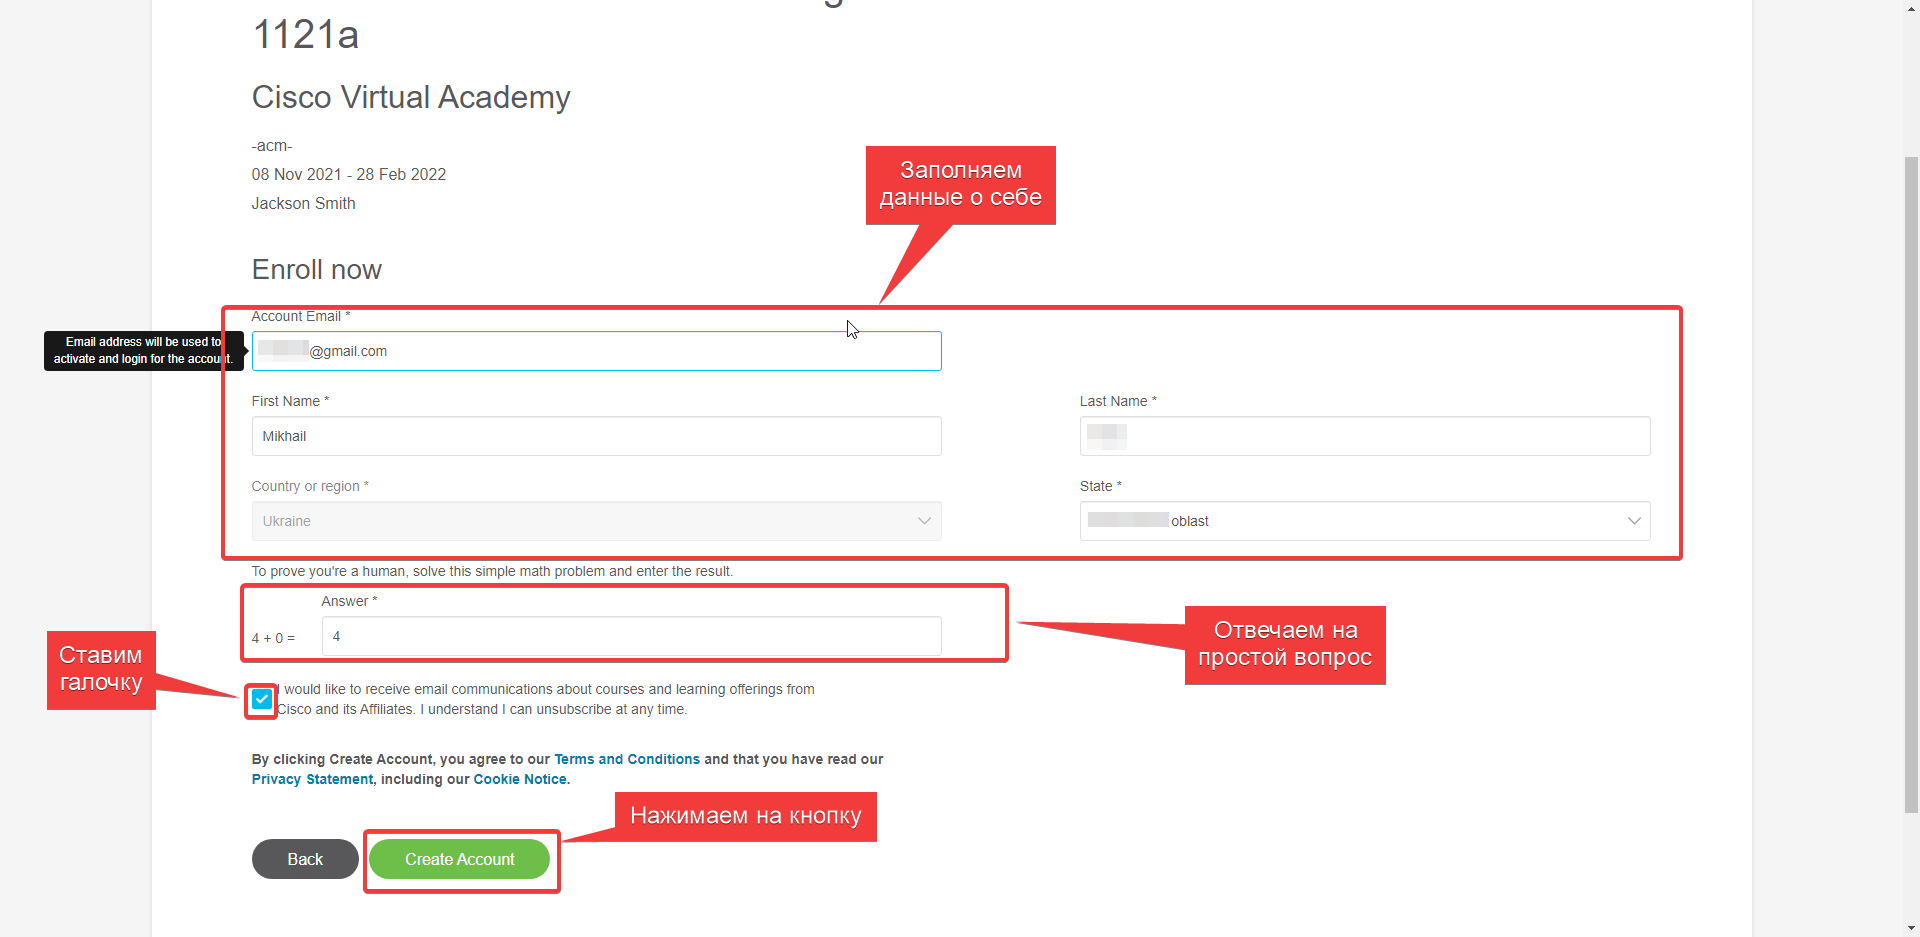 1121a
Cisco Virtual Academy
-acm-
08 Nov 2021 - 28 Feb 2022
Jackson Smith
Заполняем
данные о себе
Enroll now
Account Email *
Email address will be used to
activate and login for the account.
@gmail.com
First Name *
Last Name *
Mikhail
Country or region *
State *
Ukraine
oblast
To prove you're a human, solve this simple math problem and enter the result.
Answer *
4 + 0 =
4
Отвечаем на
простой вопрос
Ставим
галочку
I would like to receive email communications about courses and learning offerings from
Cisco and its Affiliates. I understand I can unsubscribe at any time.
By clicking Create Account, you agree to our Terms and Conditions and that you have read our
Privacy Statement, including our Cookie Notice.
Нажимаем на кнопку
Back
Create Account